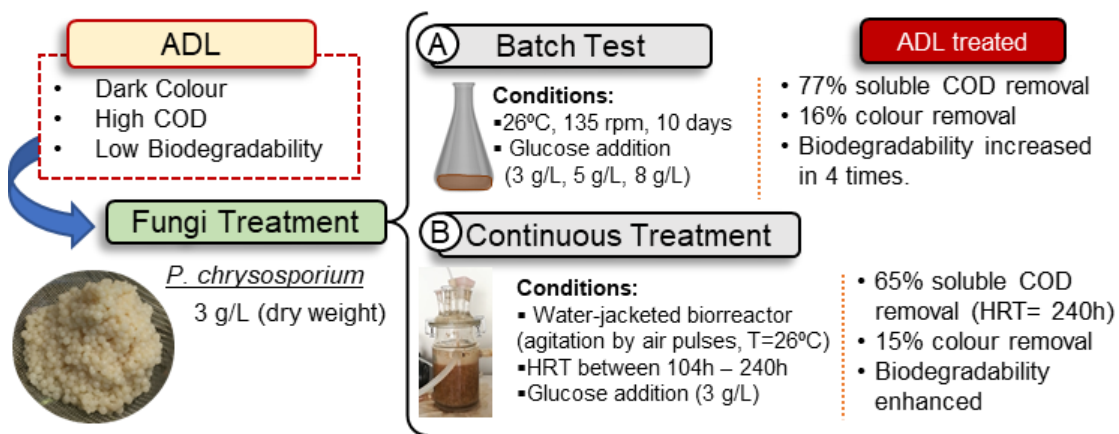 ADL
• Dark Colour
• High COD
• Low Biodegradability
Fungi Treatment
P. chrysosporium
3 g/L (dry weight)
A
Batch Test
Conditions:
▪26ºC, 135 rpm, 10 days
▪ Glucose addition
(3 g/L, 5 g/L, 8 g/L)
ADL treated
• 77% soluble COD removal
• 16% colour removal
• Biodegradability increased
in 4 times.
B
Continuous Treatment
Conditions:
▪ Water-jacketed biorreactor
(agitation by air pulses, T=26ºC)
▪HRT between 104h – 240h
▪Glucose addition (3 g/L)
• 65% soluble COD
removal (HRT= 240h)
• 15% colour removal
• Biodegradability
enhanced